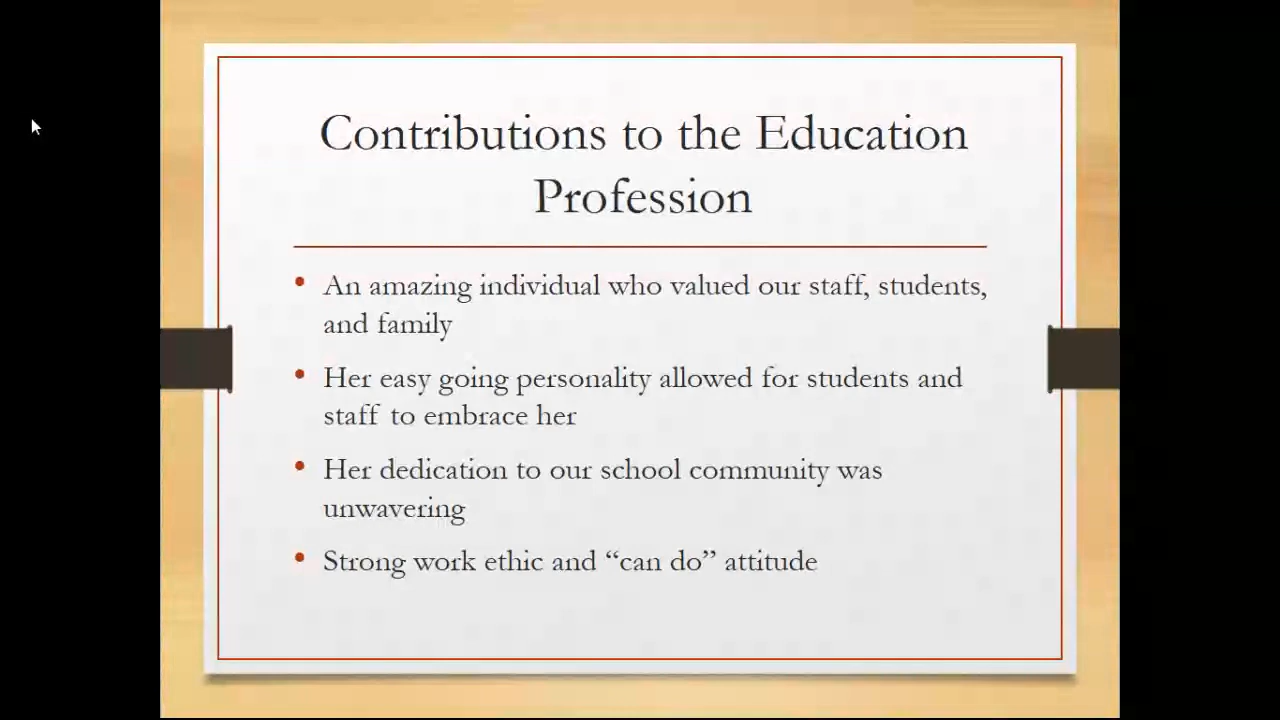 Contributions to the Education
Profession
• An amazing individual who valued our staff, students,
and family
• Her easy going personality allowed for students and
staff to embrace her
• Her dedication to our school community was
unwavering
• Strong work ethic and “can do” attitude